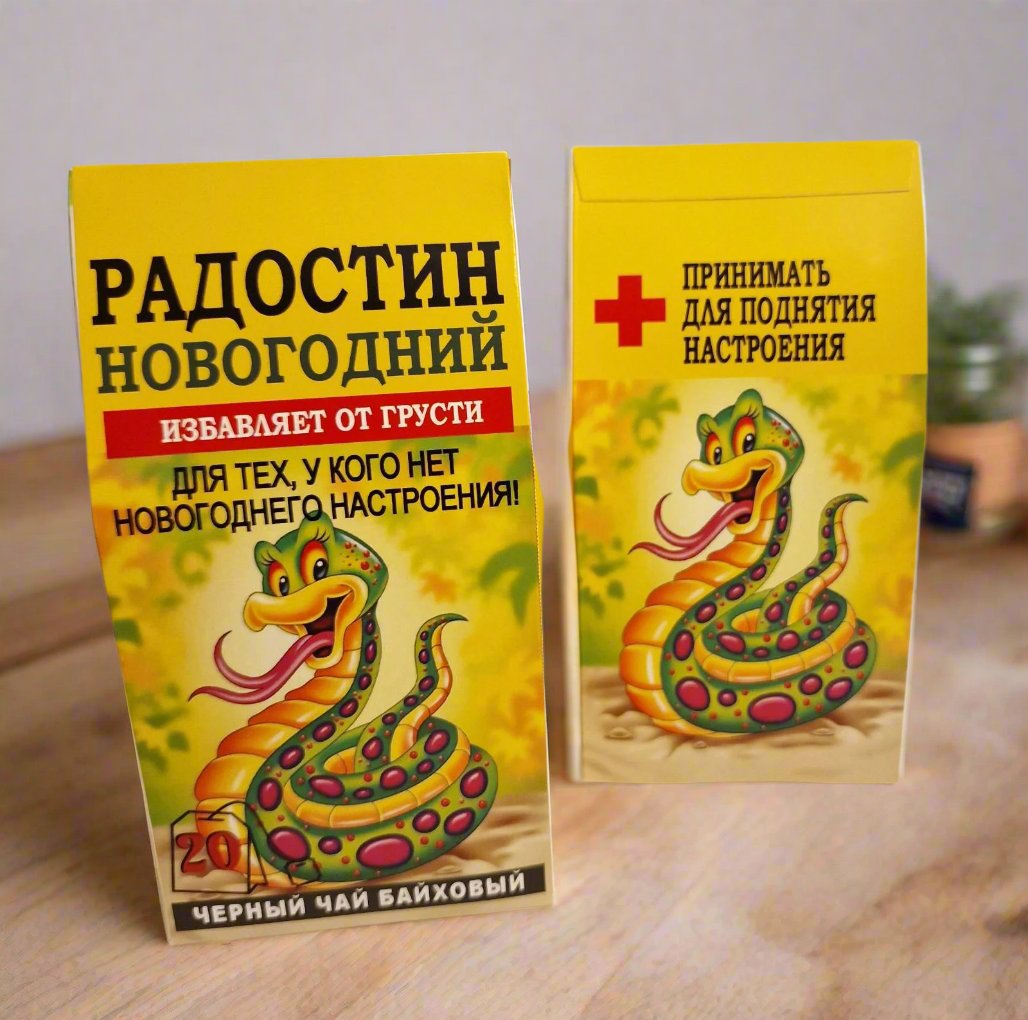 РАДОСТИН
НОВОГОДНИЙ
ИЗБАВЛЯЕТ ОТ ГРУСТИ
ДЛЯ ТЕХ, У КОГО НЕТ
НОВОГОДНЕГО НАСТРОЕНИЯ!
20
ЧЕРНЫЙ ЧАЙ БАЙХОВЫЙ
ПРИНИМАТЬ
ДЛЯ ПОДНЯТИЯ
НАСТРОЕНИЯ